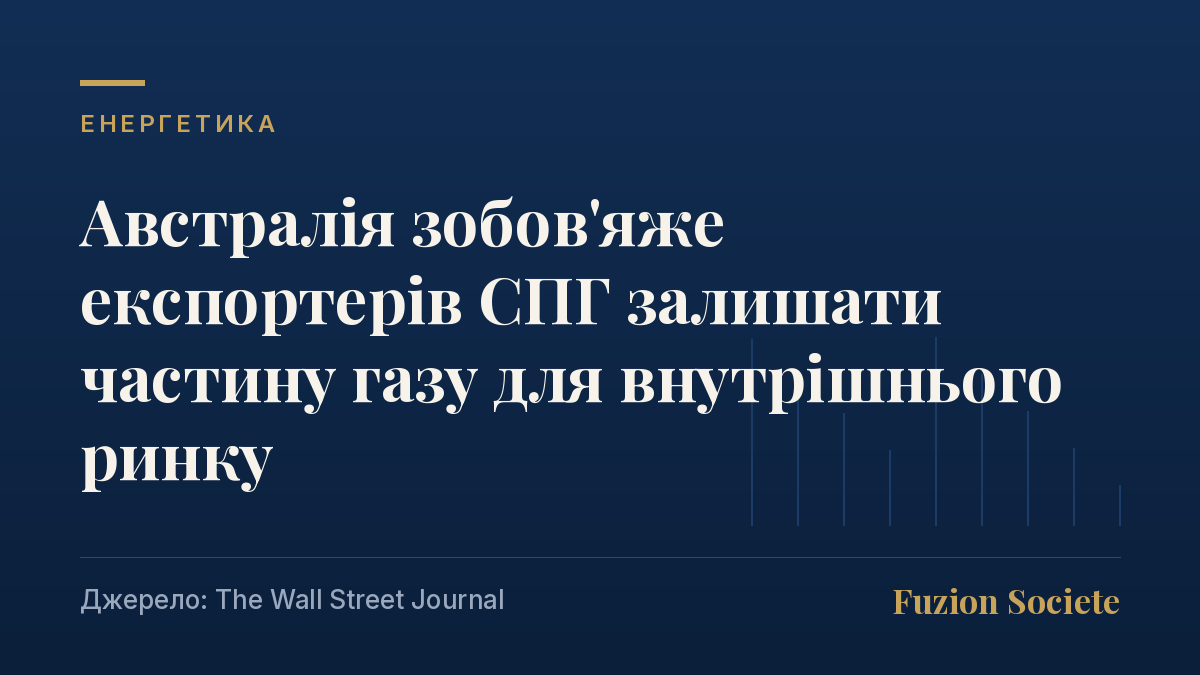 ЕНЕРГЕТИКА
Австралія зобов'яже
експортерів СПГ залишати
частину газу для внутрішнього
ринку
Джерело: The Wall Street Journal
Fuzion Societe